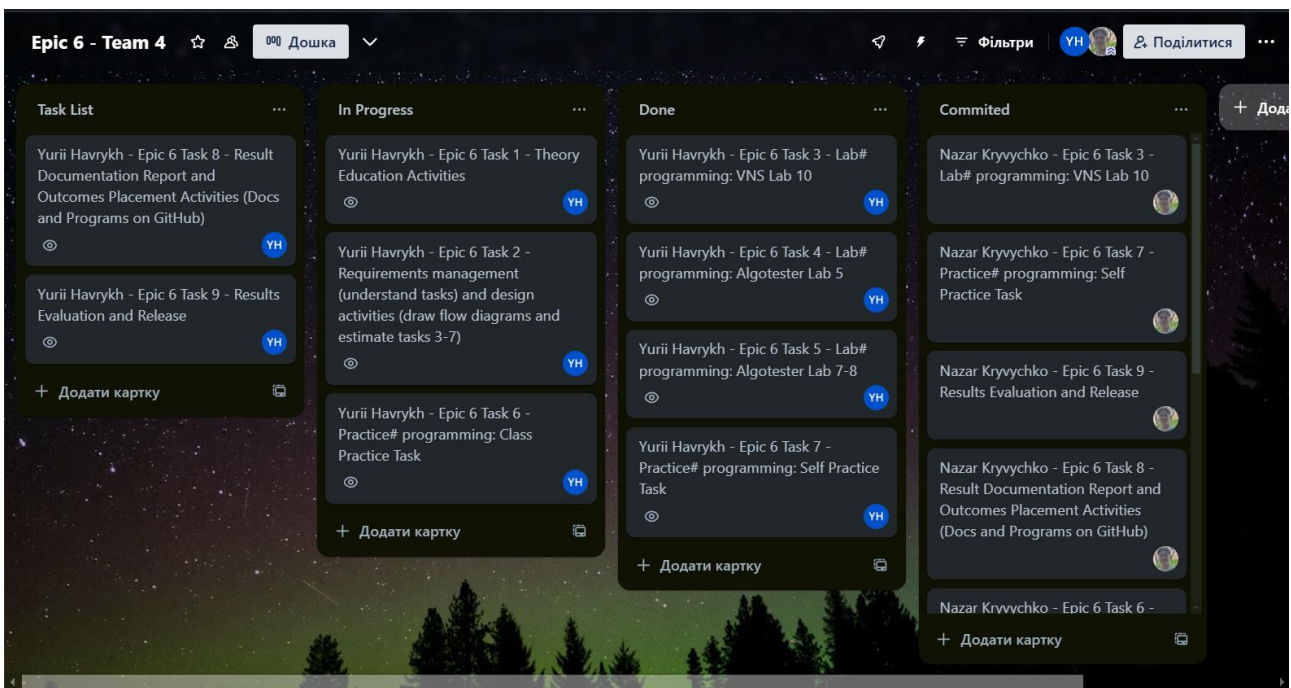 Epic 6 - Team 4
Дошка
Фільтри
YH
Поділитися
Task List
Yurii Havrykh - Epic 6 Task 8 - Result
Documentation Report and
Outcomes Placement Activities (Docs
and Programs on GitHub)
YH
Yurii Havrykh - Epic 6 Task 9 - Results
Evaluation and Release
YH
+ Додати картку
In Progress
Yurii Havrykh - Epic 6 Task 1 - Theory
Education Activities
YH
Yurii Havrykh - Epic 6 Task 2 -
Requirements management
(understand tasks) and design
activities (draw flow diagrams and
estimate tasks 3-7)
YH
Yurii Havrykh - Epic 6 Task 6 -
Practice# programming: Class
Practice Task
YH
+ Додати картку
Done
Yurii Havrykh - Epic 6 Task 3 - Lab#
programming: VNS Lab 10
YH
Yurii Havrykh - Epic 6 Task 4 - Lab#
programming: Algotester Lab 5
YH
Yurii Havrykh - Epic 6 Task 5 - Lab#
programming: Algotester Lab 7-8
YH
Yurii Havrykh - Epic 6 Task 7 -
Practice# programming: Self Practice
Task
YH
+ Додати картку
Commited
Nazar Kryvychko - Epic 6 Task 3 -
Lab# programming: VNS Lab 10
Nazar Kryvychko - Epic 6 Task 7 -
Practice# programming: Self
Practice Task
Nazar Kryvychko - Epic 6 Task 9 -
Results Evaluation and Release
Nazar Kryvychko - Epic 6 Task 8 -
Result Documentation Report and
Outcomes Placement Activities
(Docs and Programs on GitHub)
Nazar Kryvychko - Epic 6 Task 6 -
+ Додати картку
+ Дода